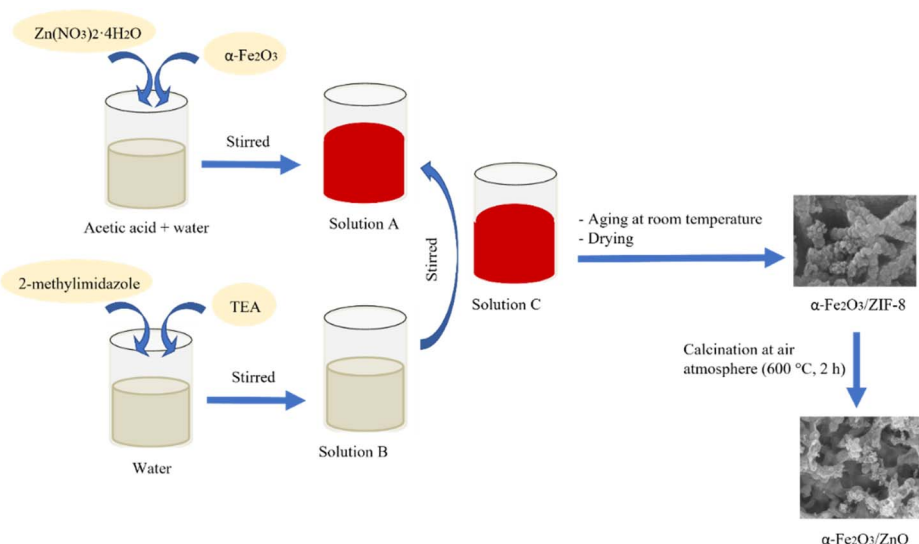 Zn(NO3)2·4H2O
α-Fe2O3
Stirred
Acetic acid + water
Solution A
2-methylimidazole
TEA
Stirred
Water
Solution B
Stirred
Solution C
- Aging at room temperature
- Drying
α-Fe2O3/ZIF-8
Calcination at air
atmosphere (600 °C, 2 h)
α-Fe2O3/ZnO